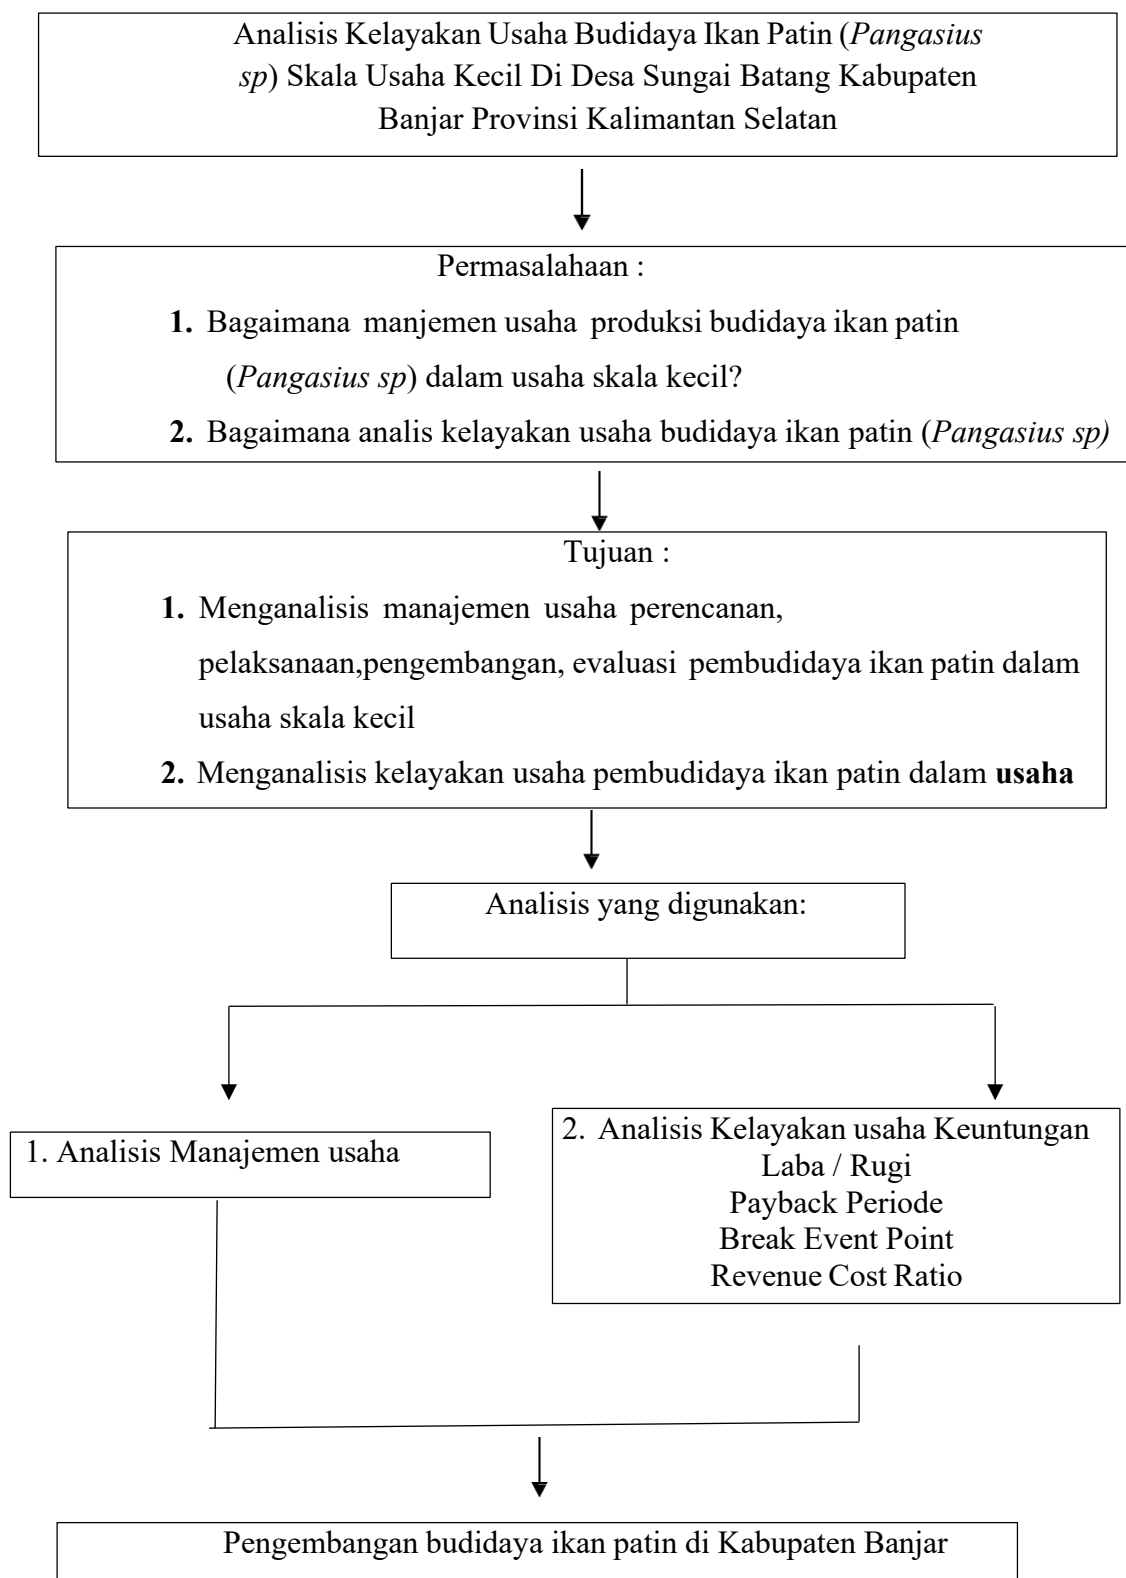 Analisis Kelayakan Usaha Budidaya Ikan Patin (Pangasius
sp) Skala Usaha Kecil Di Desa Sungai Batang Kabupaten
Banjar Provinsi Kalimantan Selatan
Permasalahaan :
1. Bagaimana manjemen usaha produksi budidaya ikan patin
(Pangasius sp) dalam usaha skala kecil?
2. Bagaimana analis kelayakan usaha budidaya ikan patin (Pangasius sp)
Tujuan :
1. Menganalisis manajemen usaha perencanan,
pelaksanaan,pengembangan, evaluasi pembudidaya ikan patin dalam
usaha skala kecil
2. Menganalisis kelayakan usaha pembudidaya ikan patin dalam usaha
Analisis yang digunakan:
1. Analisis Manajemen usaha
2. Analisis Kelayakan usaha Keuntungan
Laba / Rugi
Payback Periode
Break Event Point
Revenue Cost Ratio
Pengembangan budidaya ikan patin di Kabupaten Banjar